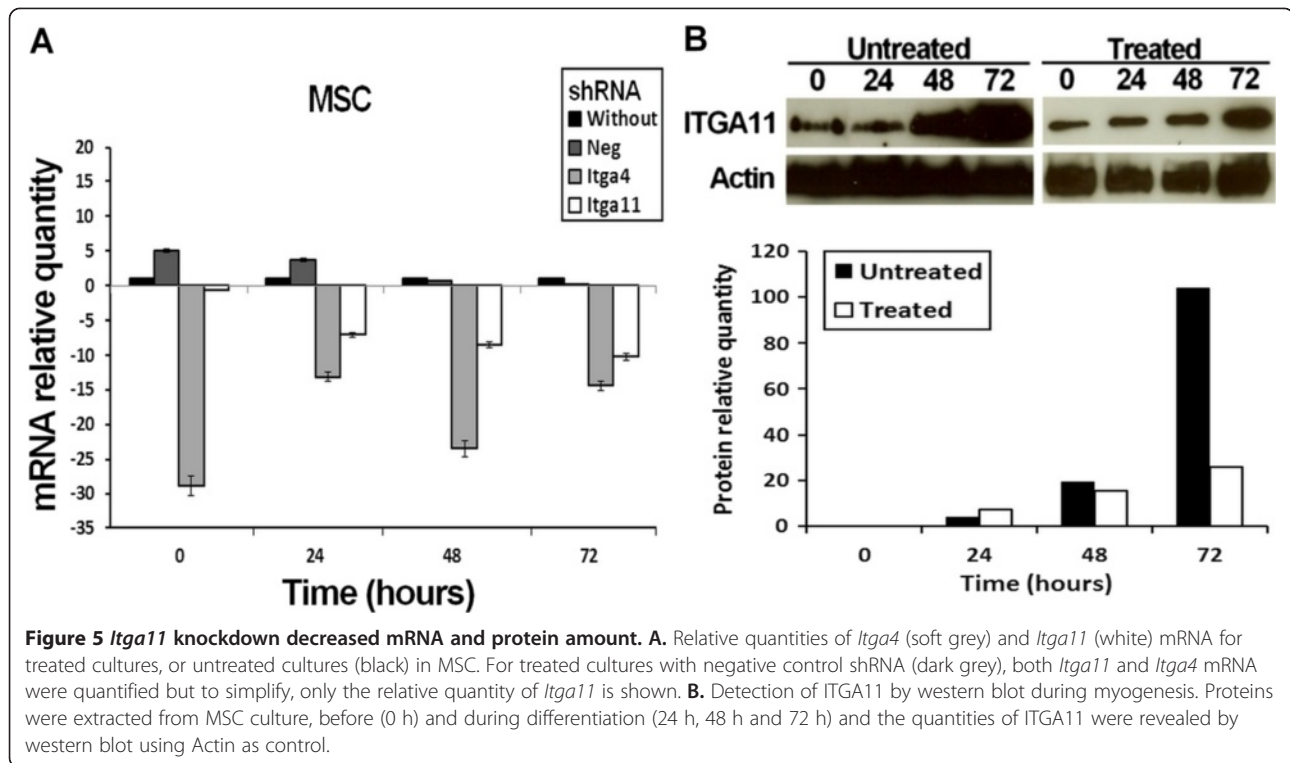 A
MSC
shRNA
Without
Neg
Itga4
Itga11
mRNA relative quantity
20
15
10
5
0
-5
-10
-15
-20
-25
-30
-35
0 24 48 72
Time (hours)
B
Untreated Treated
0 24 48 72 0 24 48 72
ITGA11
Actin
Protein relative quantity
120
100
80
60
40
20
0
Untreated
Treated
0 24 48 72
Time (hours)
Figure 5 Itga11 knockdown decreased mRNA and protein amount. A. Relative quantities of Itga4 (soft grey) and Itga11 (white) mRNA for
treated cultures, or untreated cultures (black) in MSC. For treated cultures with negative control shRNA (dark grey), both Itga11 and Itga4 mRNA
were quantified but to simplify, only the relative quantity of Itga11 is shown. B. Detection of ITGA11 by western blot during myogenesis. Proteins
were extracted from MSC culture, before (0 h) and during differentiation (24 h, 48 h and 72 h) and the quantities of ITGA11 were revealed by
western blot using Actin as control.